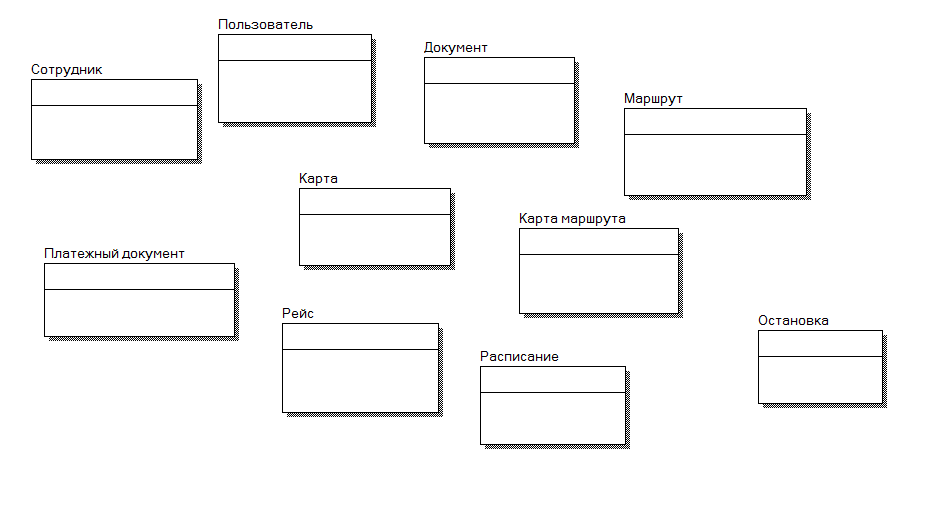 Пользователь
Документ
Сотрудник
Маршрут
Карта
Карта маршрута
Платежный документ
Рейс
Остановка
Расписание